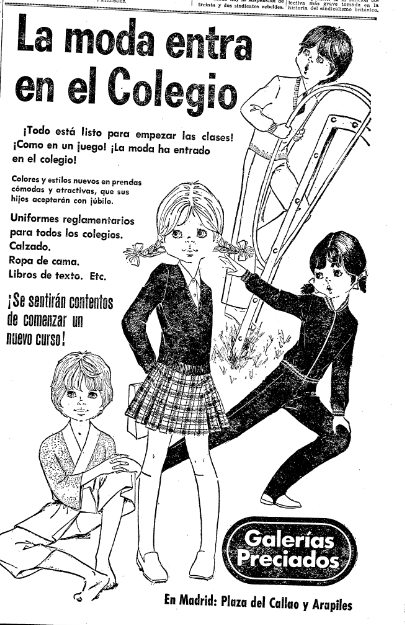 La moda entra
en el Colegio
¡Todo está listo para empezar las clases!
¡Como en un juego! ¡La moda ha entrado
en el colegio!
Colores y estilos nuevos en prendas
cómodas y atractivas, que sus
hijos aceptarán con júbilo.
Uniformes reglamentarios
para todos los colegios.
Calzado.
Ropa de cama.
Libros de texto. Etc.
¡Se sentirán contentos
de comenzar un
nuevo curso!
Galerías
Preciados
En Madrid: Plaza del Callao y Arapiles